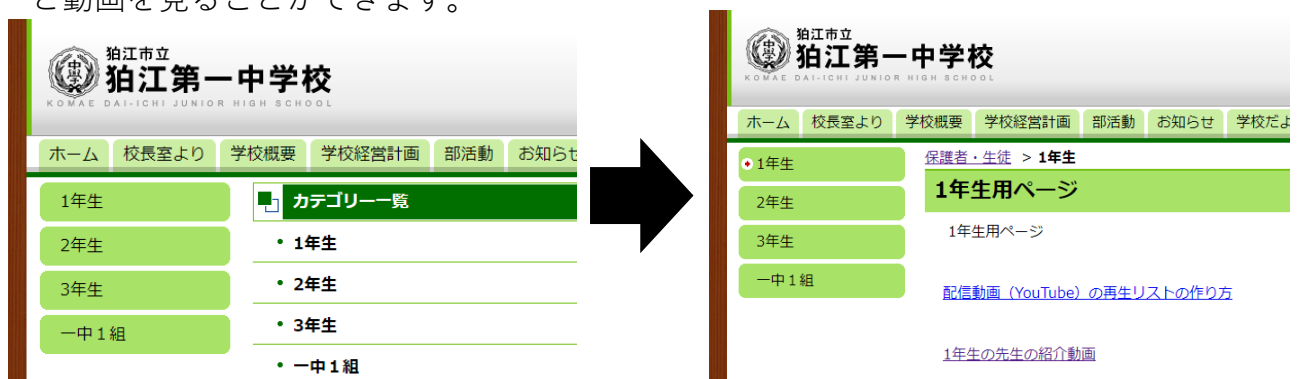 と動画を見ることができます。
中學
狛江市立
狛江第一中学校
KOMAE DAI-ICHI JUNIOR HIGH SCHOOL
ホーム 校長室より 学校概要 学校経営計画 部活動 お知らせ
1年生
2年生
3年生
一中1組
カテゴリー一覧
・ 1年生
・ 2年生
・ 3年生
・ 一中1組
中學
狛江市立
狛江第一中学校
KOMAE DAI-ICHI JUNIOR HIGH SCHOOL
ホーム 校長室より 学校概要 学校経営計画 部活動 お知らせ 学校だよ
1年生
2年生
3年生
一中1組
保護者・生徒 > 1年生
1年生用ページ
1年生用ページ
配信動画（YouTube）の再生リストの作り方
1年生の先生の紹介動画